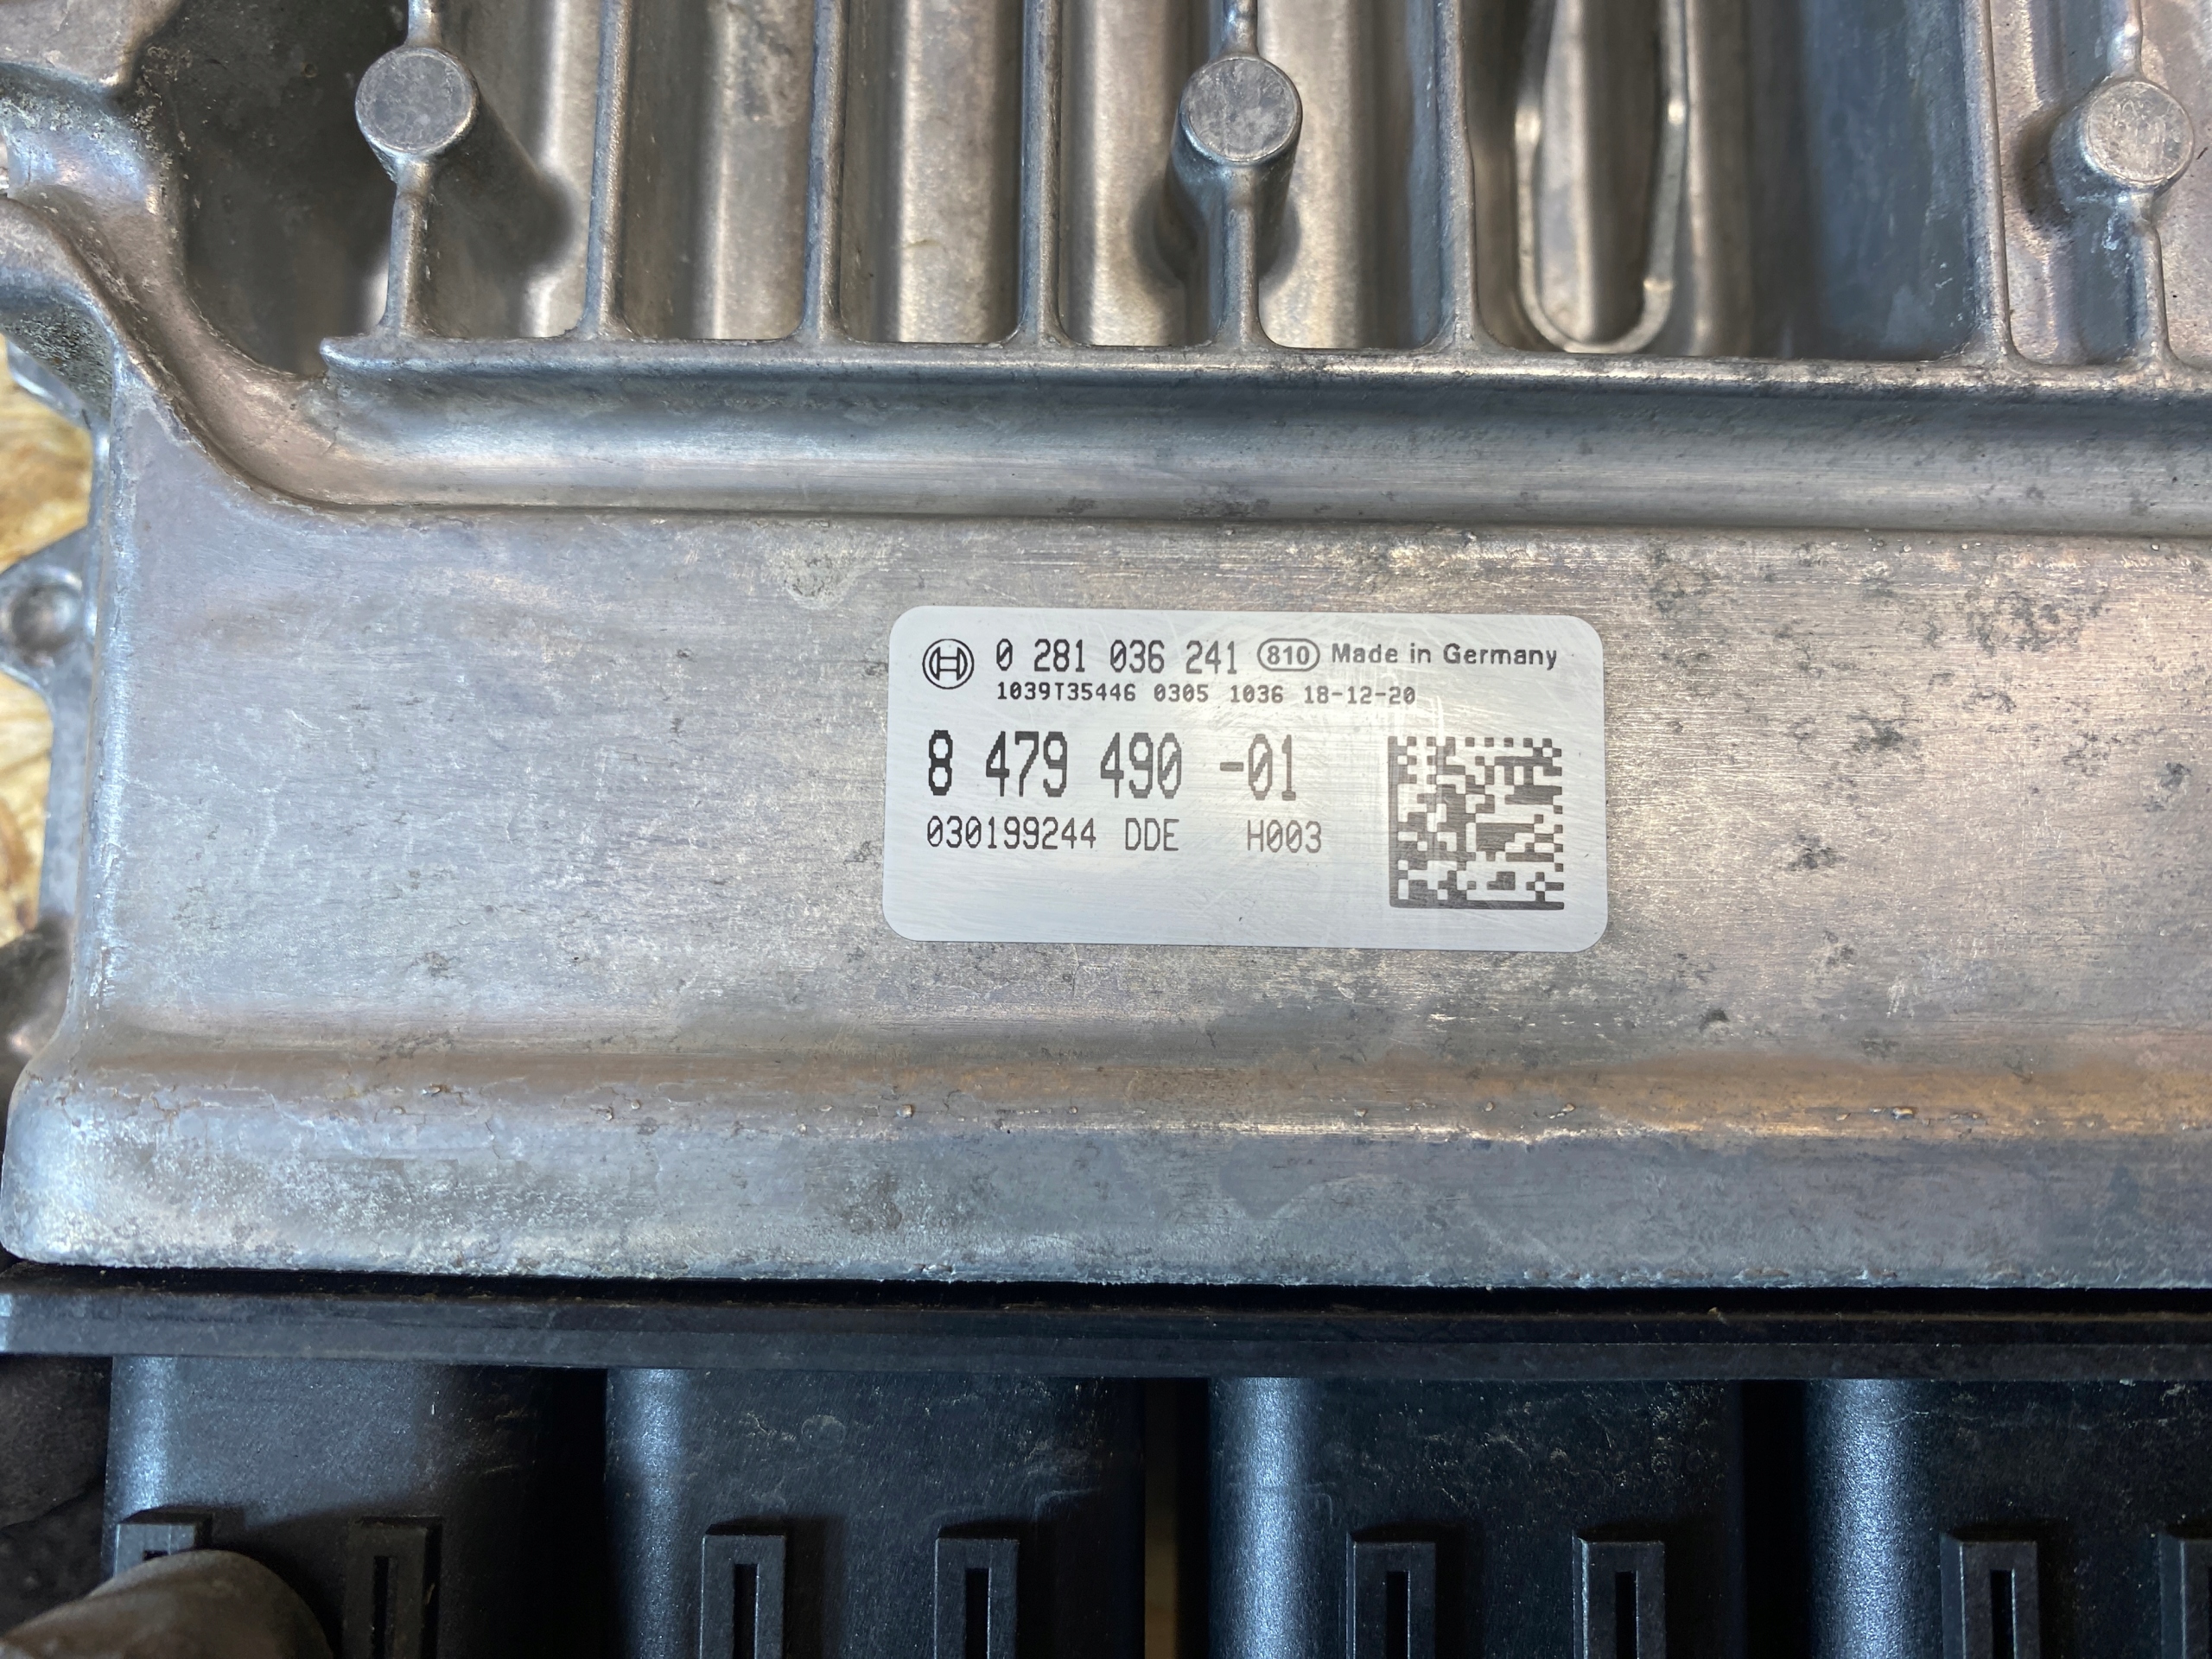 0 281 036 241 810 Made in Germany
1039T35446 0305 1036 18-12-20
8 479 490 -01
030199244 DDE H003